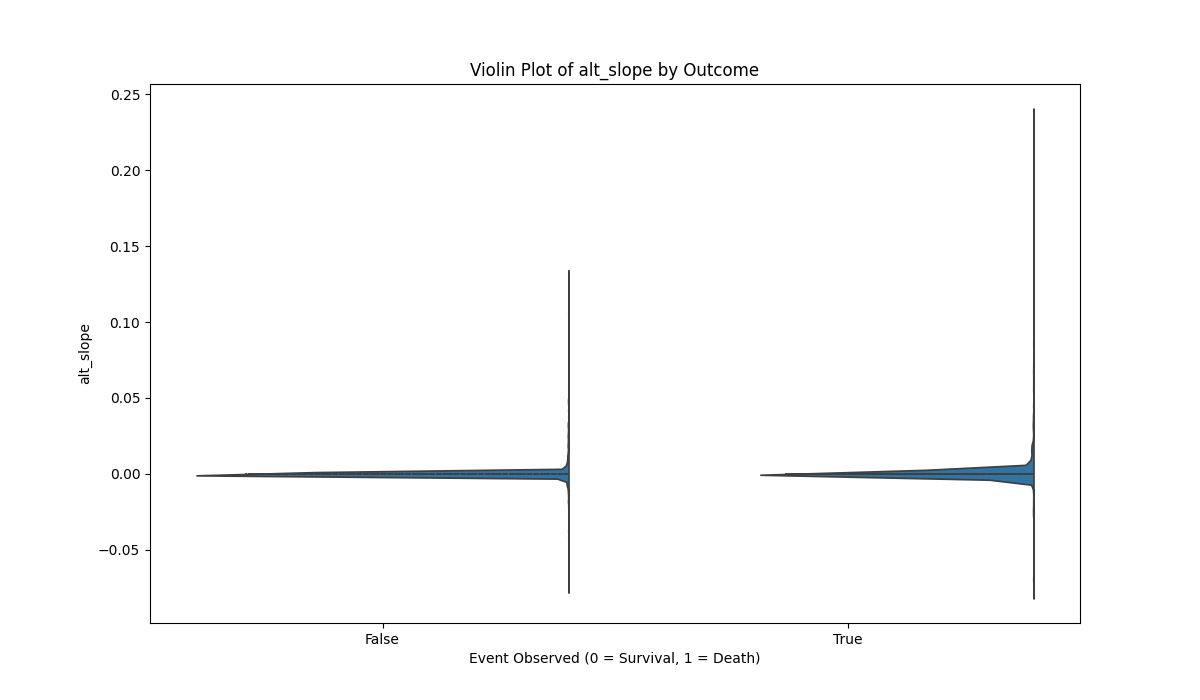 Violin Plot of alt_slope by Outcome
0.25
0.20
0.15
0.10
0.05
0.00
−0.05
alt_slope
False True
Event Observed (0 = Survival, 1 = Death)